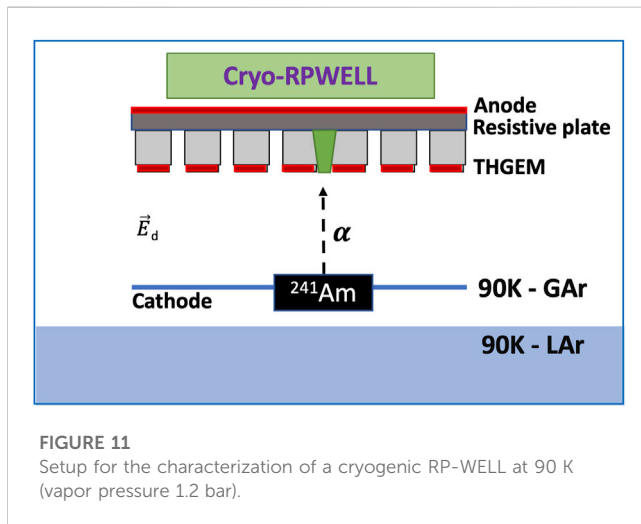 Cryo-RPWELL
Anode
Resistive plate
THGEM
E⃗d
α
241Am
Cathode
90K - GAr
90K - LAr
FIGURE 11
Setup for the characterization of a cryogenic RP-WELL at 90 K
(vapor pressure 1.2 bar).